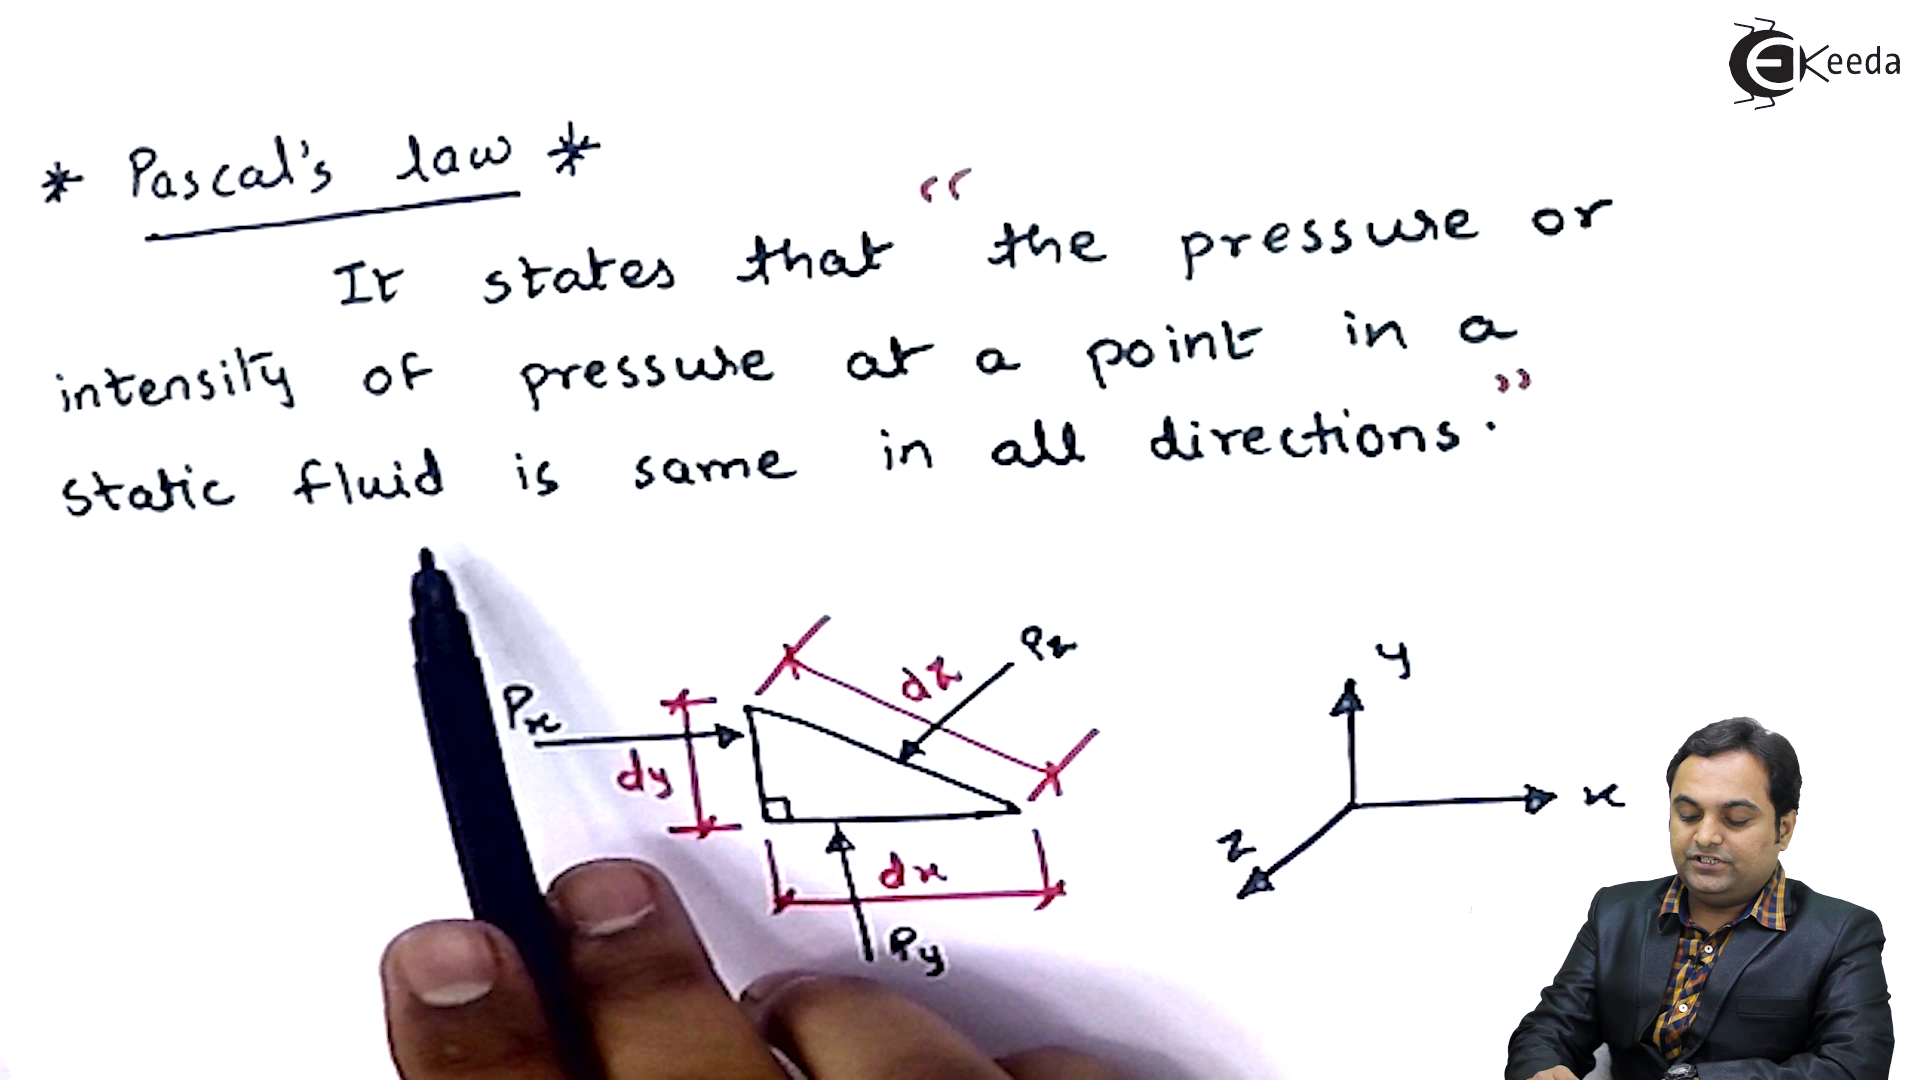 EKeeda
* Pascal's law *
It states that "the pressure or
intensity of pressure at a point in a
static fluid is same in all directions."
Px
dy
dz
Pz
dx
Py
y
x
z